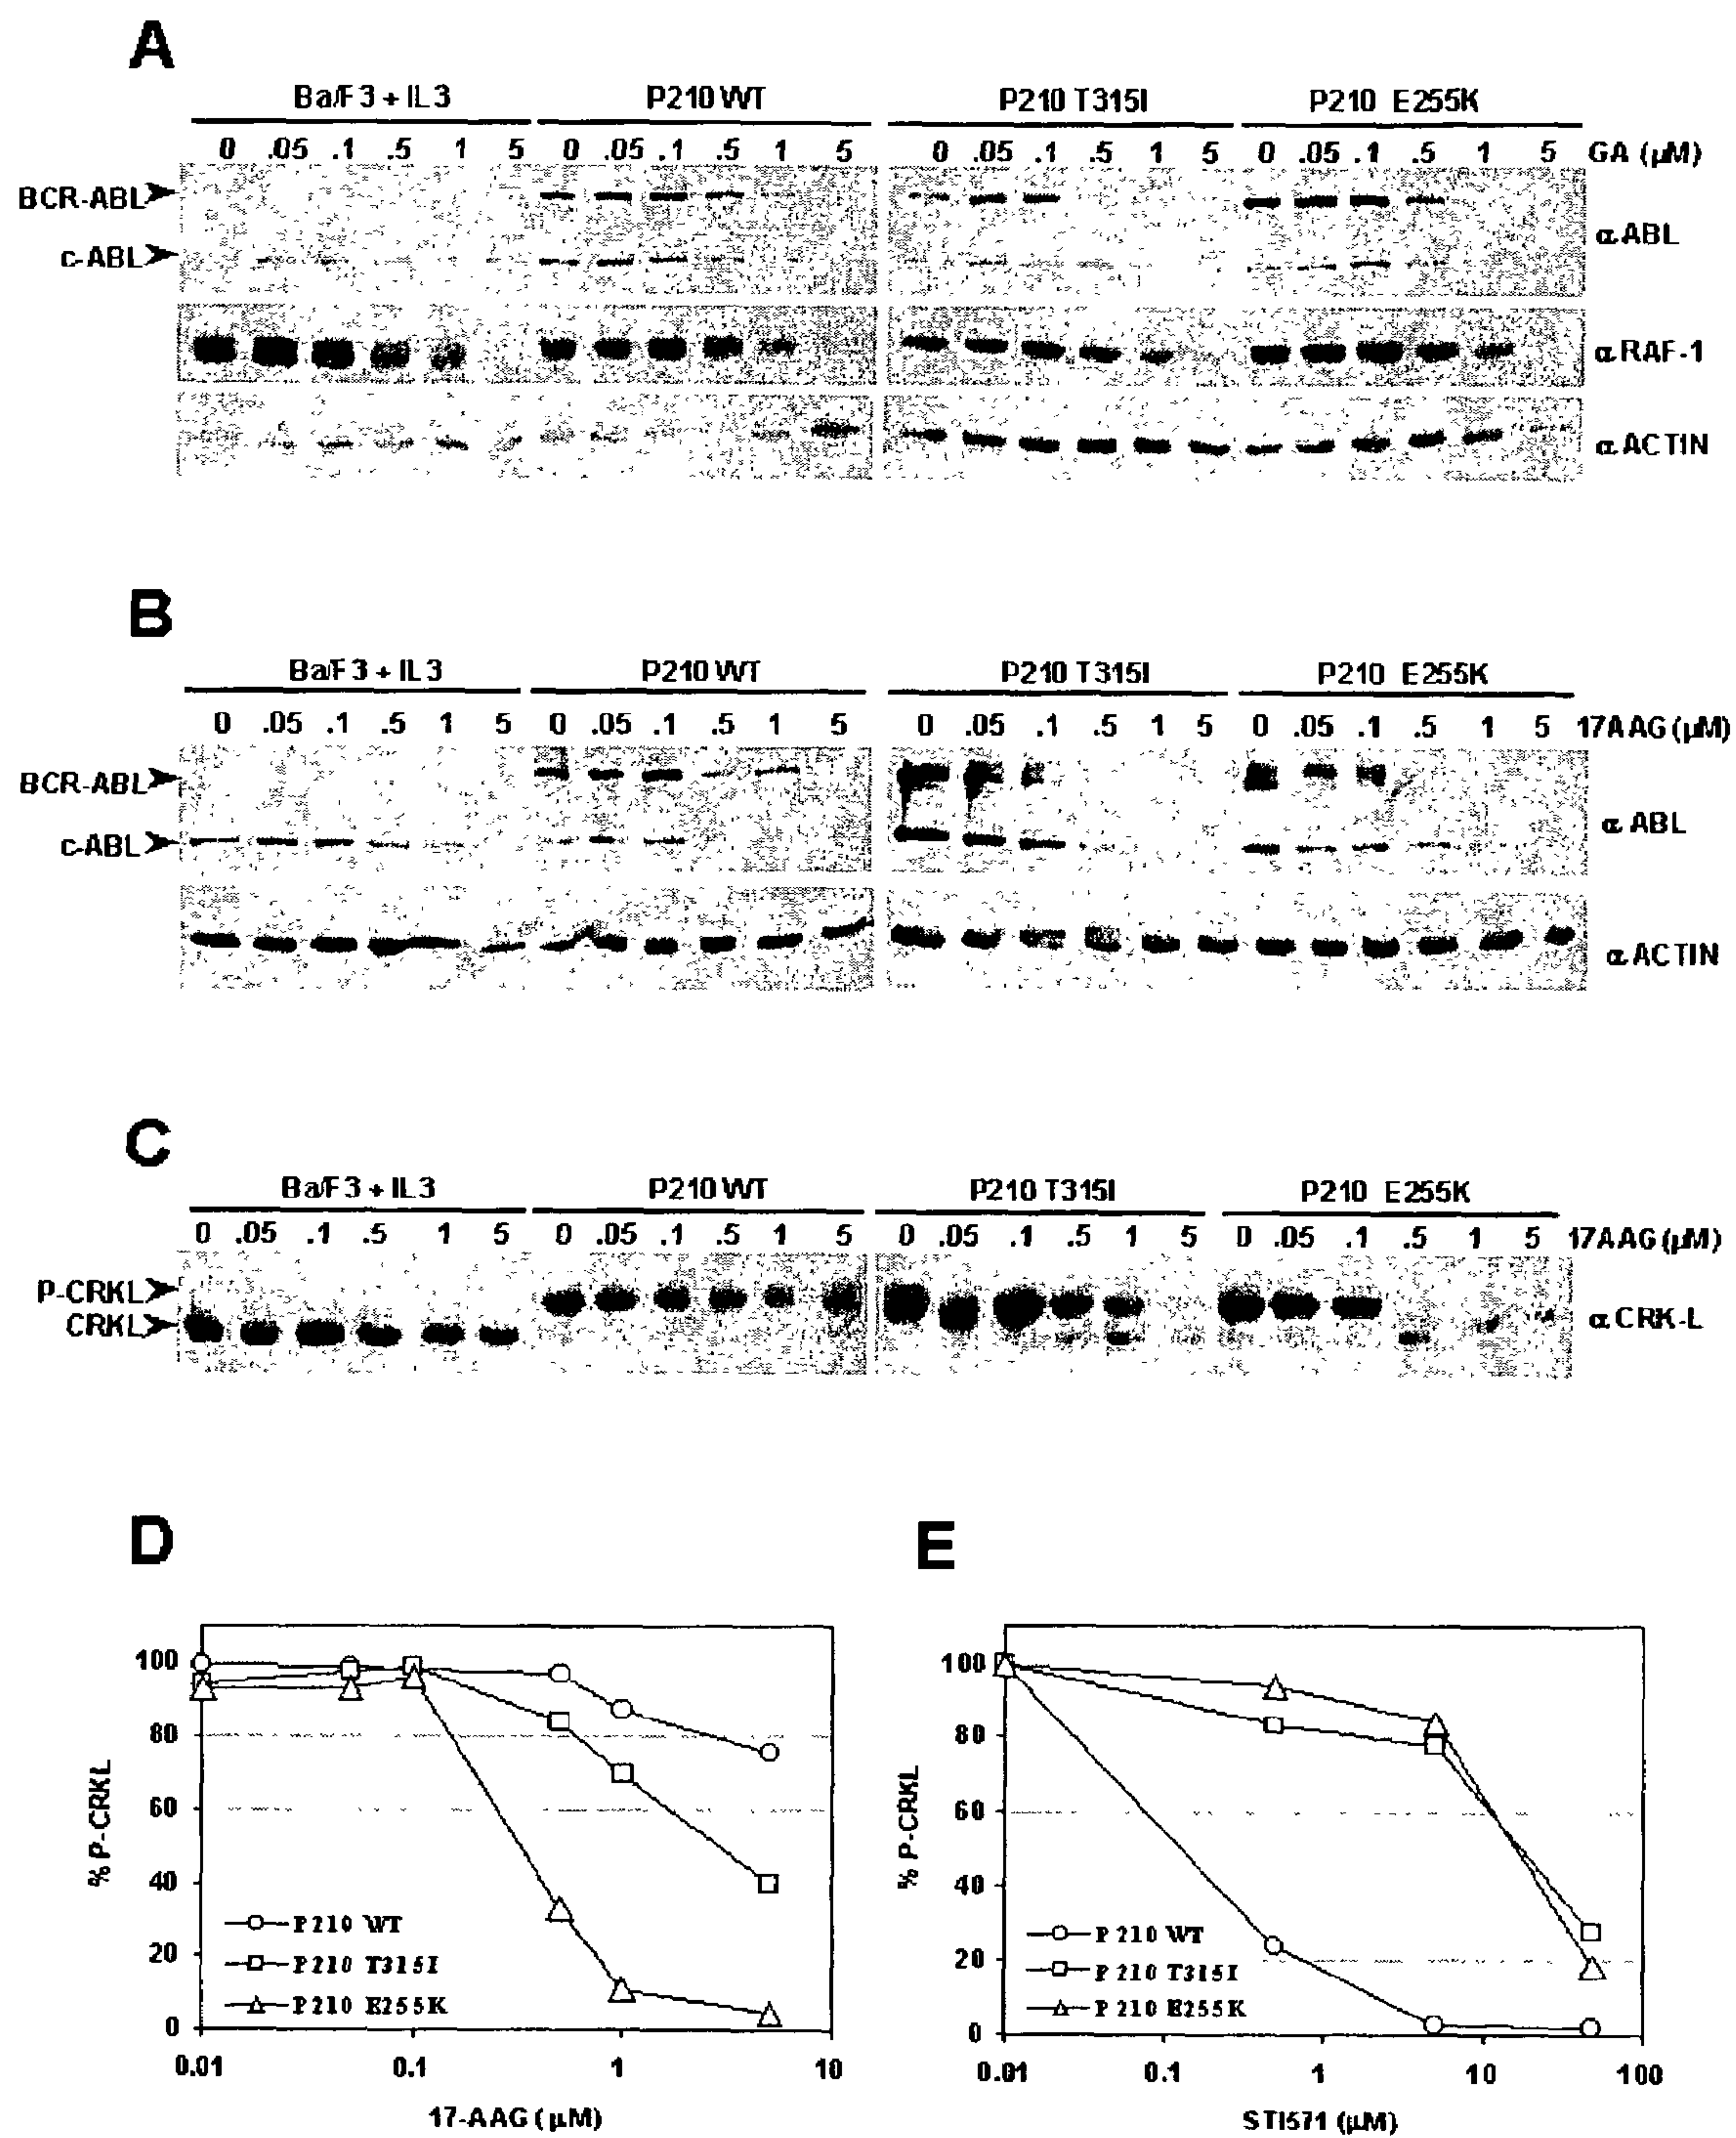 A
Ba/F3 + IL3 P210 WT P210 T315I P210 E255K
0 .05 .1 .5 1 5 0 .05 .1 .5 1 5 0 .05 .1 .5 1 5 0 .05 .1 .5 1 5 GA (µM)
BCR-ABL
c-ABL
α ABL
α RAF-1
α ACTIN
B
Ba/F3 + IL3 P210 WT P210 T315I P210 E255K
0 .05 .1 .5 1 5 0 .05 .1 .5 1 5 0 .05 .1 .5 1 5 0 .05 .1 .5 1 5 17AAG (µM)
BCR-ABL
c-ABL
α ABL
α ACTIN
C
Ba/F3 + IL3 P210 WT P210 T315I P210 E255K
0 .05 .1 .5 1 5 0 .05 .1 .5 1 5 0 .05 .1 .5 1 5 0 .05 .1 .5 1 5 17AAG (µM)
P-CRKL
CRKL
α CRK-L
D
100
80
60
40
20
0
% P-CRKL
P210 WT
P210 T315I
P210 E255K
0.01 0.1 1 10
17-AAG (µM)
E
100
80
60
40
20
0
% P-CRKL
P210 WT
P210 T315I
P210 E255K
0.01 0.1 1 10 100
STI571 (µM)